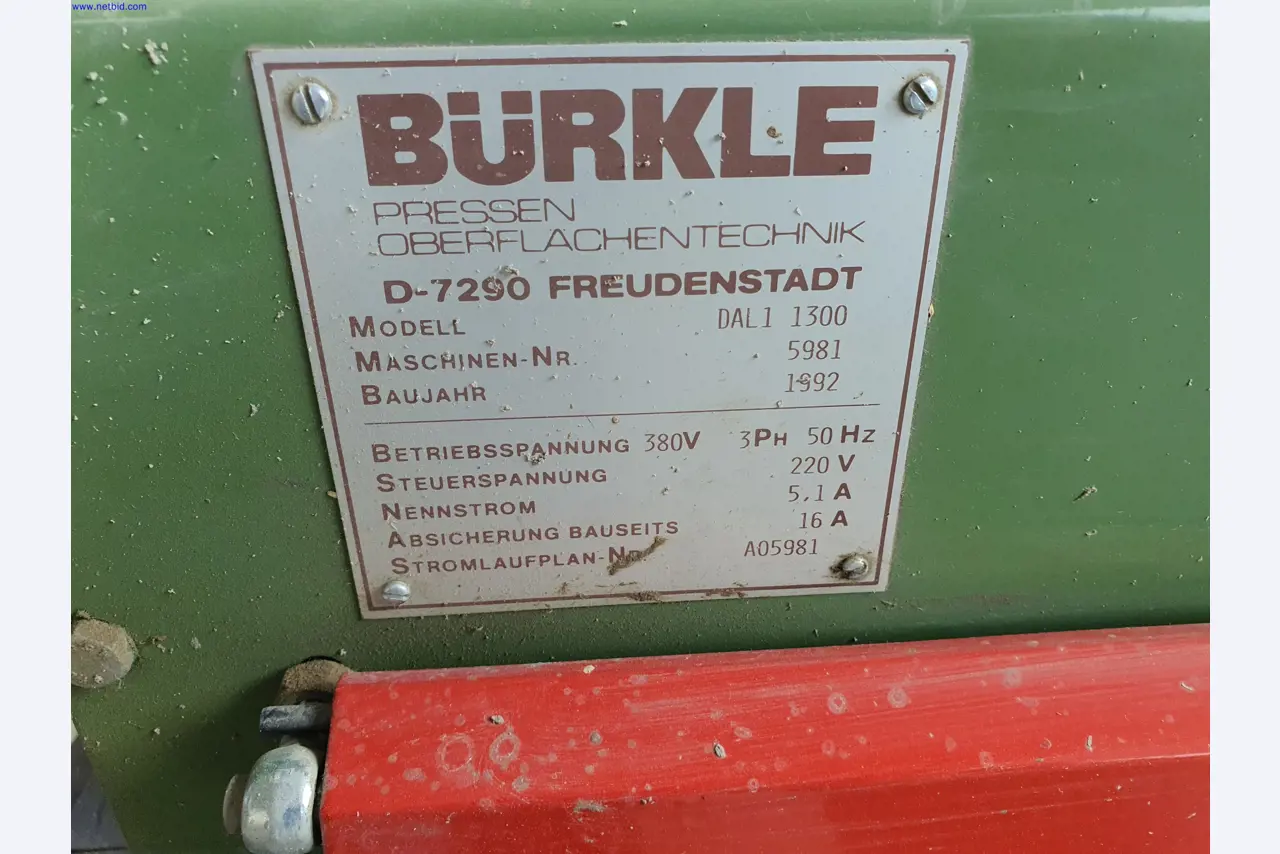 www.netbid.com
BÜRKLE
PRESSEN
OBERFLÄCHENTECHNIK
D-7290 FREUDENSTADT
MODELL DAL1 1300
MASCHINEN-NR. 5981
BAUJAHR 1992
BETRIEBSSPANNUNG 380V 3PH 50 HZ
STEUERSPANNUNG 220 V
NENNSTROM 5,1 A
ABSICHERUNG BAUSEITS 16 A
STROMLAUFPLAN-NR. A05981